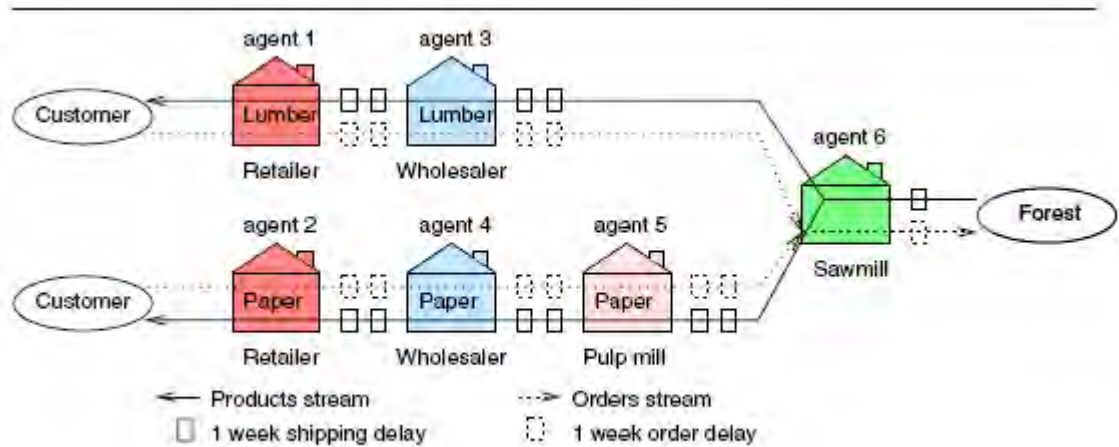 agent 1
agent 3
Customer
Lumber
Lumber
agent 6
Retailer
Wholesaler
agent 2
agent 4
agent 5
Forest
Sawmill
Customer
Paper
Paper
Paper
Retailer
Wholesaler
Pulp mill
Products stream
Orders stream
1 week shipping delay
1 week order delay